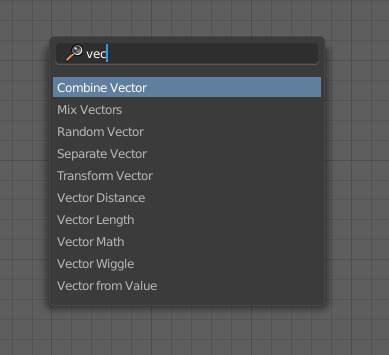 vec
Combine Vector
Mix Vectors
Random Vector
Separate Vector
Transform Vector
Vector Distance
Vector Length
Vector Math
Vector Wiggle
Vector from Value